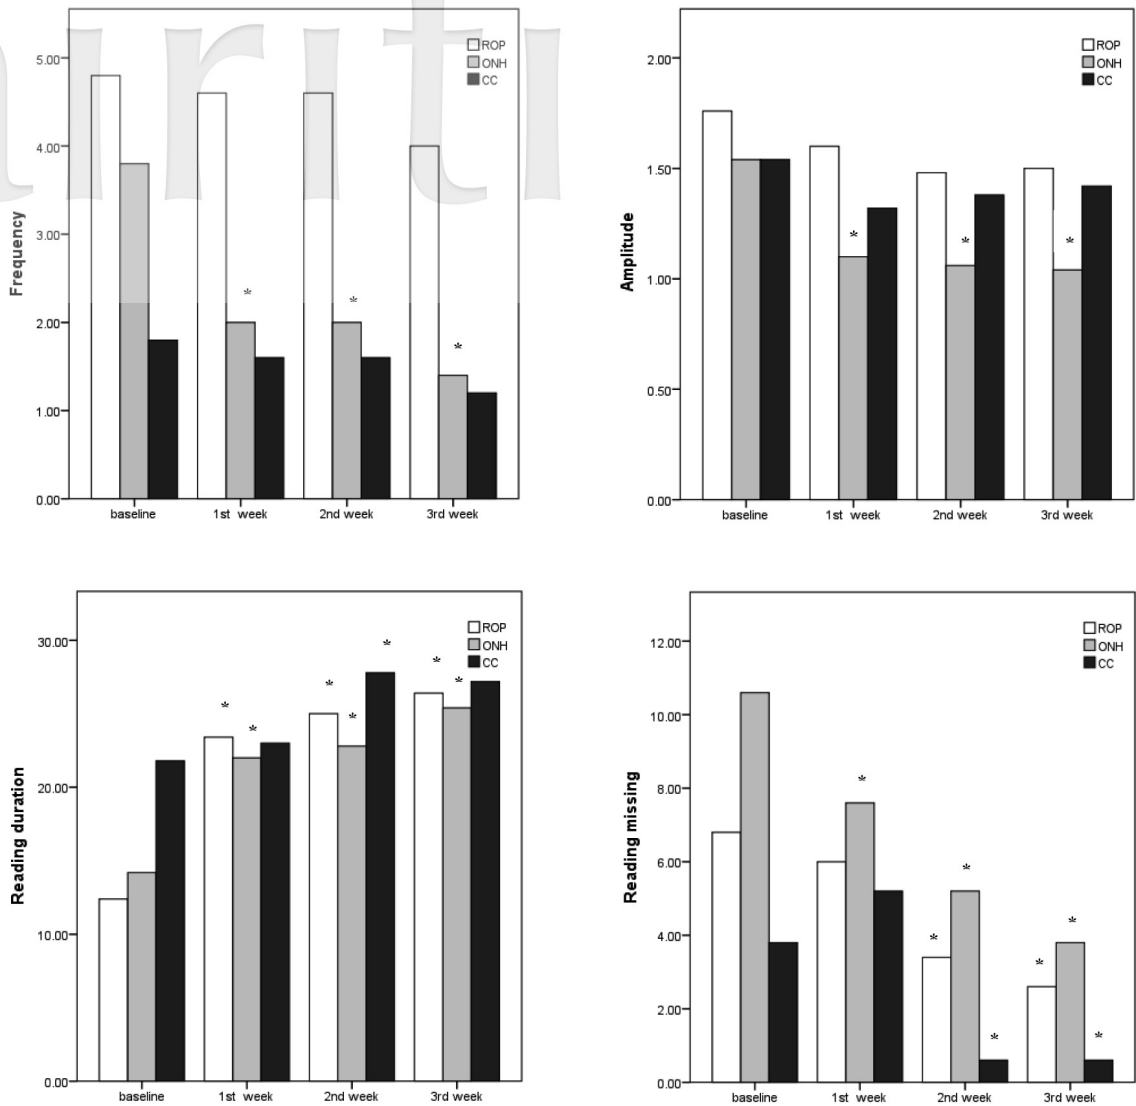 ROP
ONH
CC
5.00
4.00
3.00
2.00
1.00
0.00
Frequency
*
*
*
baseline
1st week
2nd week
3rd week
ROP
ONH
CC
2.00
1.50
1.00
0.50
0.00
Amplitude
*
*
*
baseline
1st week
2nd week
3rd week
ROP
ONH
CC
30.00
20.00
10.00
0.00
Reading duration
*
*
*
*
*
*
*
baseline
1st week
2nd week
3rd week
ROP
ONH
CC
12.00
10.00
8.00
6.00
4.00
2.00
0.00
Reading missing
*
*
*
*
*
*
*
baseline
1st week
2nd week
3rd week